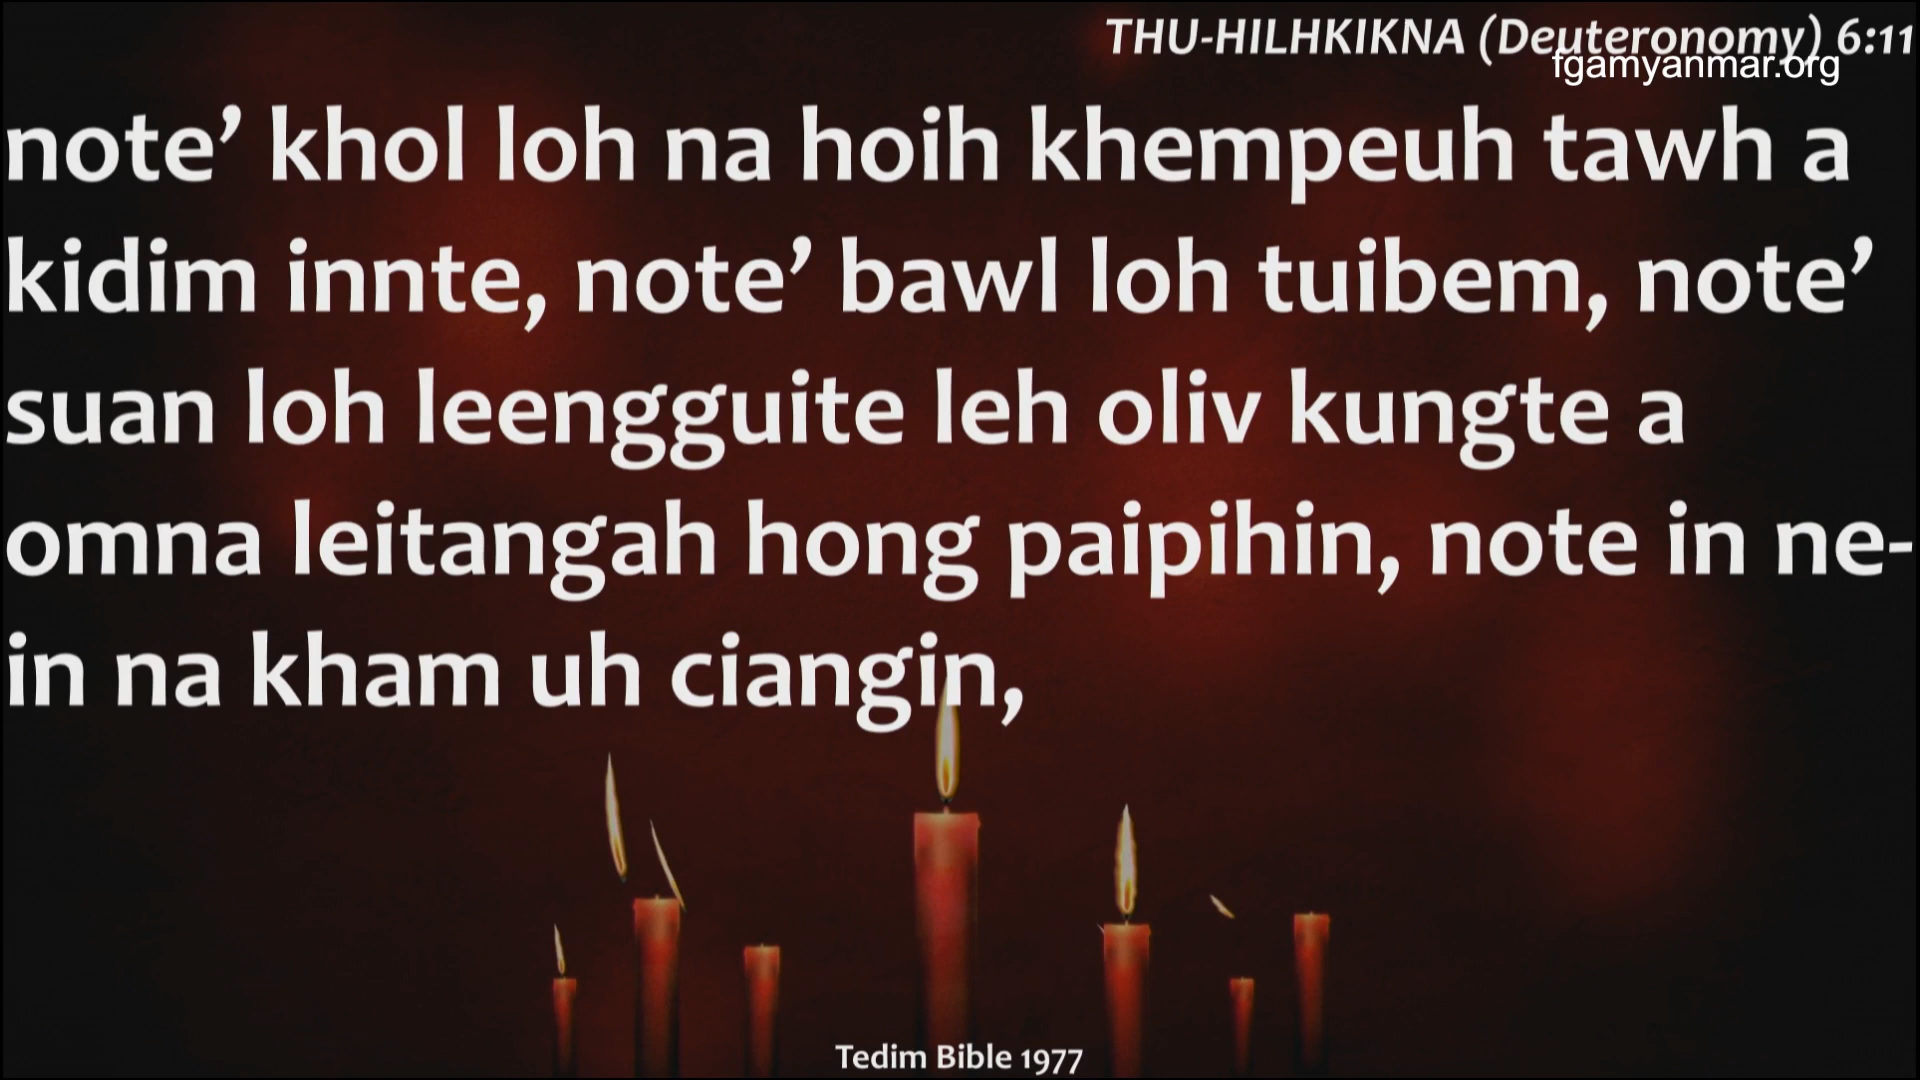 THU-HILHKIKNA (Deuteronomy) 6:11
fgamyanmar.org
note’ khol loh na hoih khempeuh tawh a
kidim innte, note’ bawl loh tuibem, note’
suan loh leengguite leh oliv kungte a
omna leitangah hong paipihin, note in ne-
in na kham uh ciangin,
Tedim Bible 1977